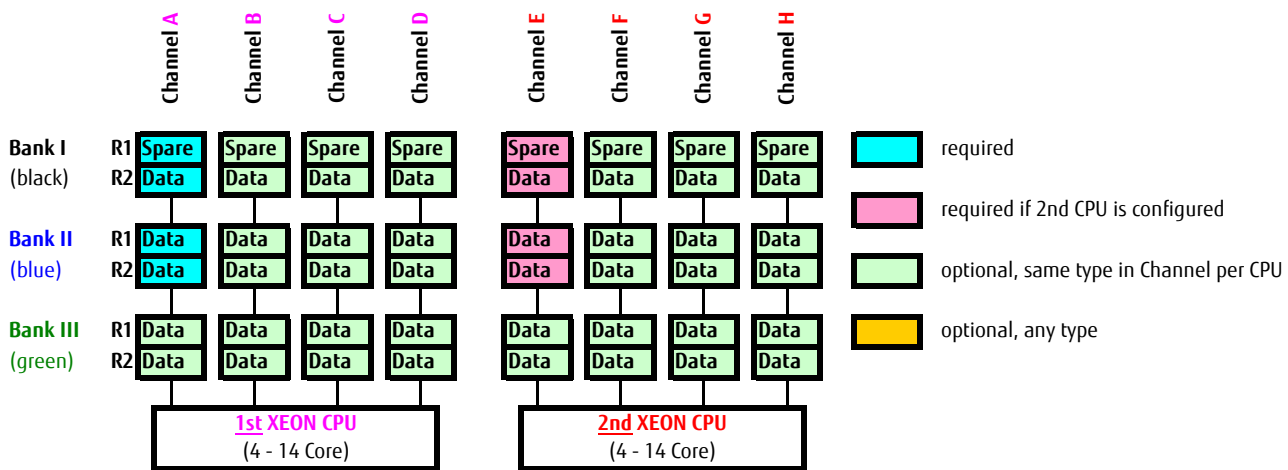 Channel A Channel B Channel C Channel D Channel E Channel F Channel G Channel H
Bank I R1 Spare Spare Spare Spare Spare Spare Spare Spare required
(black) R2 Data Data Data Data Data Data Data Data
required if 2nd CPU is configured
Bank II R1 Data Data Data Data Data Data Data Data
(blue) R2 Data Data Data Data Data Data Data Data optional, same type in Channel per CPU
Bank III R1 Data Data Data Data Data Data Data Data optional, any type
(green) R2 Data Data Data Data Data Data Data Data
1st XEON CPU 2nd XEON CPU
(4 - 14 Core) (4 - 14 Core)